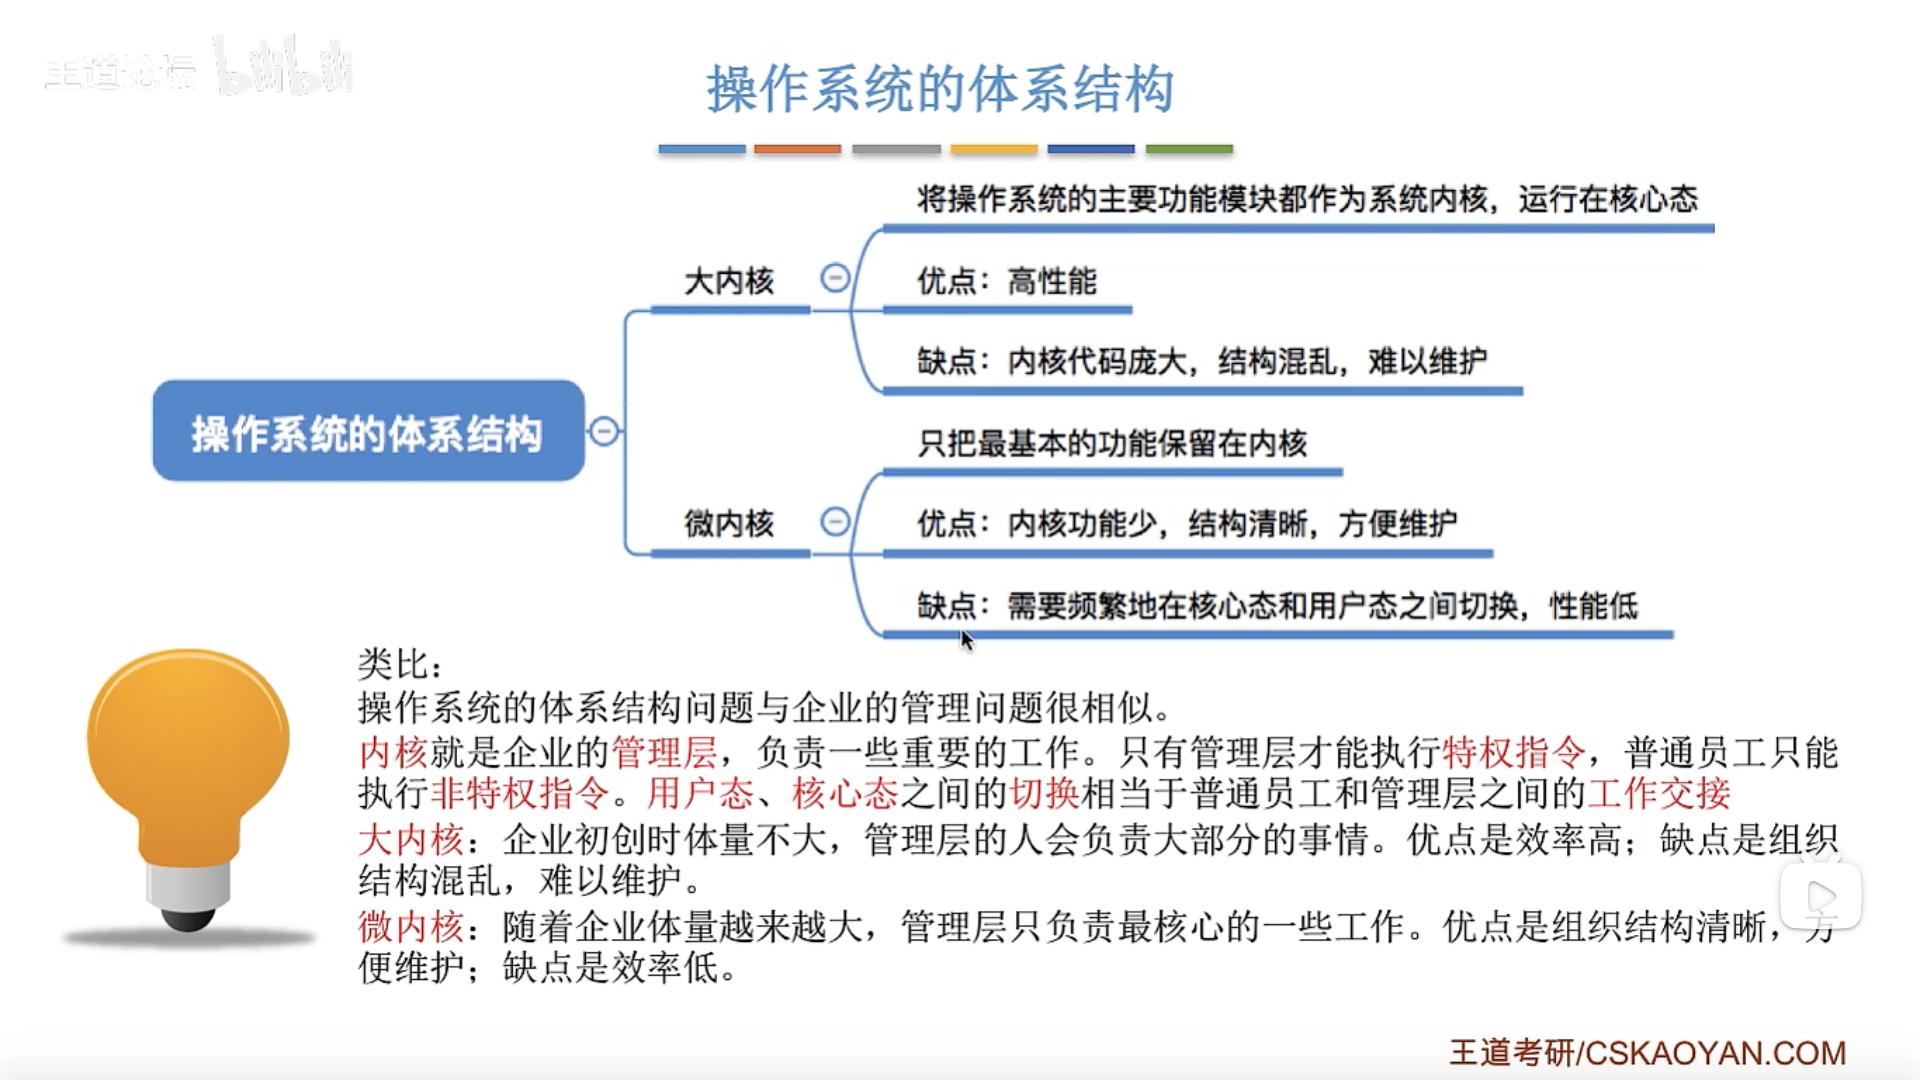 王道论坛 bilibili
操作系统的体系结构
将操作系统的主要功能模块都作为系统内核，运行在核心态
大内核
优点：高性能
缺点：内核代码庞大，结构混乱，难以维护
操作系统的体系结构
只把最基本的功能保留在内核
微内核
优点：内核功能少，结构清晰，方便维护
缺点：需要频繁地在核心态和用户态之间切换，性能低
类比：
操作系统的体系结构问题与企业的管理问题很相似。
内核就是企业的管理层，负责一些重要的工作。只有管理层才能执行特权指令，普通员工只能
执行非特权指令。用户态、核心态之间的切换相当于普通员工和管理层之间的工作交接
大内核：企业初创时体量不大，管理层的人会负责大部分的事情。优点是效率高；缺点是组织
结构混乱，难以维护。
微内核：随着企业体量越来越大，管理层只负责最核心的一些工作。优点是组织结构清晰，方
便维护；缺点是效率低。
王道考研/CSKAOYAN.COM